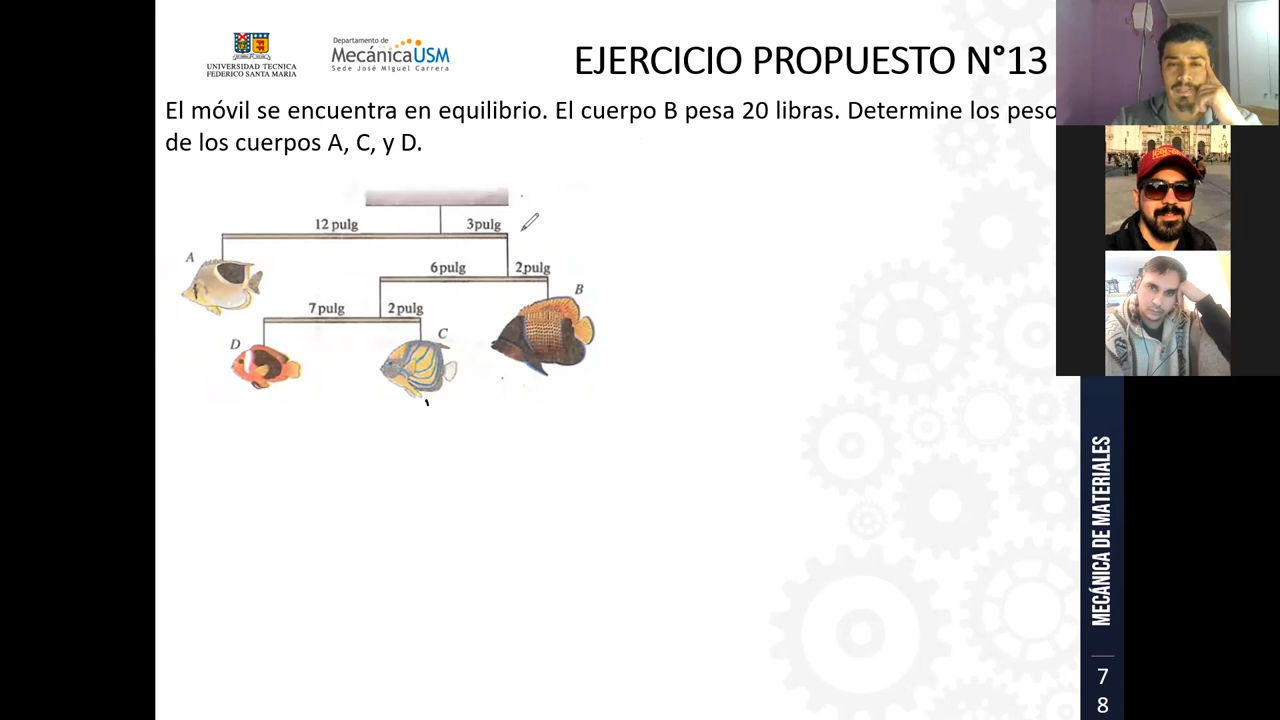 UNIVERSIDAD TECNICA
FEDERICO SANTA MARIA
Departamento de
MecánicaUSM
Sede José Miguel Carrera
EJERCICIO PROPUESTO N°13
El móvil se encuentra en equilibrio. El cuerpo B pesa 20 libras. Determine los peso
de los cuerpos A, C, y D.
12 pulg
3pulg
A
6pulg
2pulg
B
7pulg
2pulg
D
C
MECÁNICA DE MATERIALES
7
8